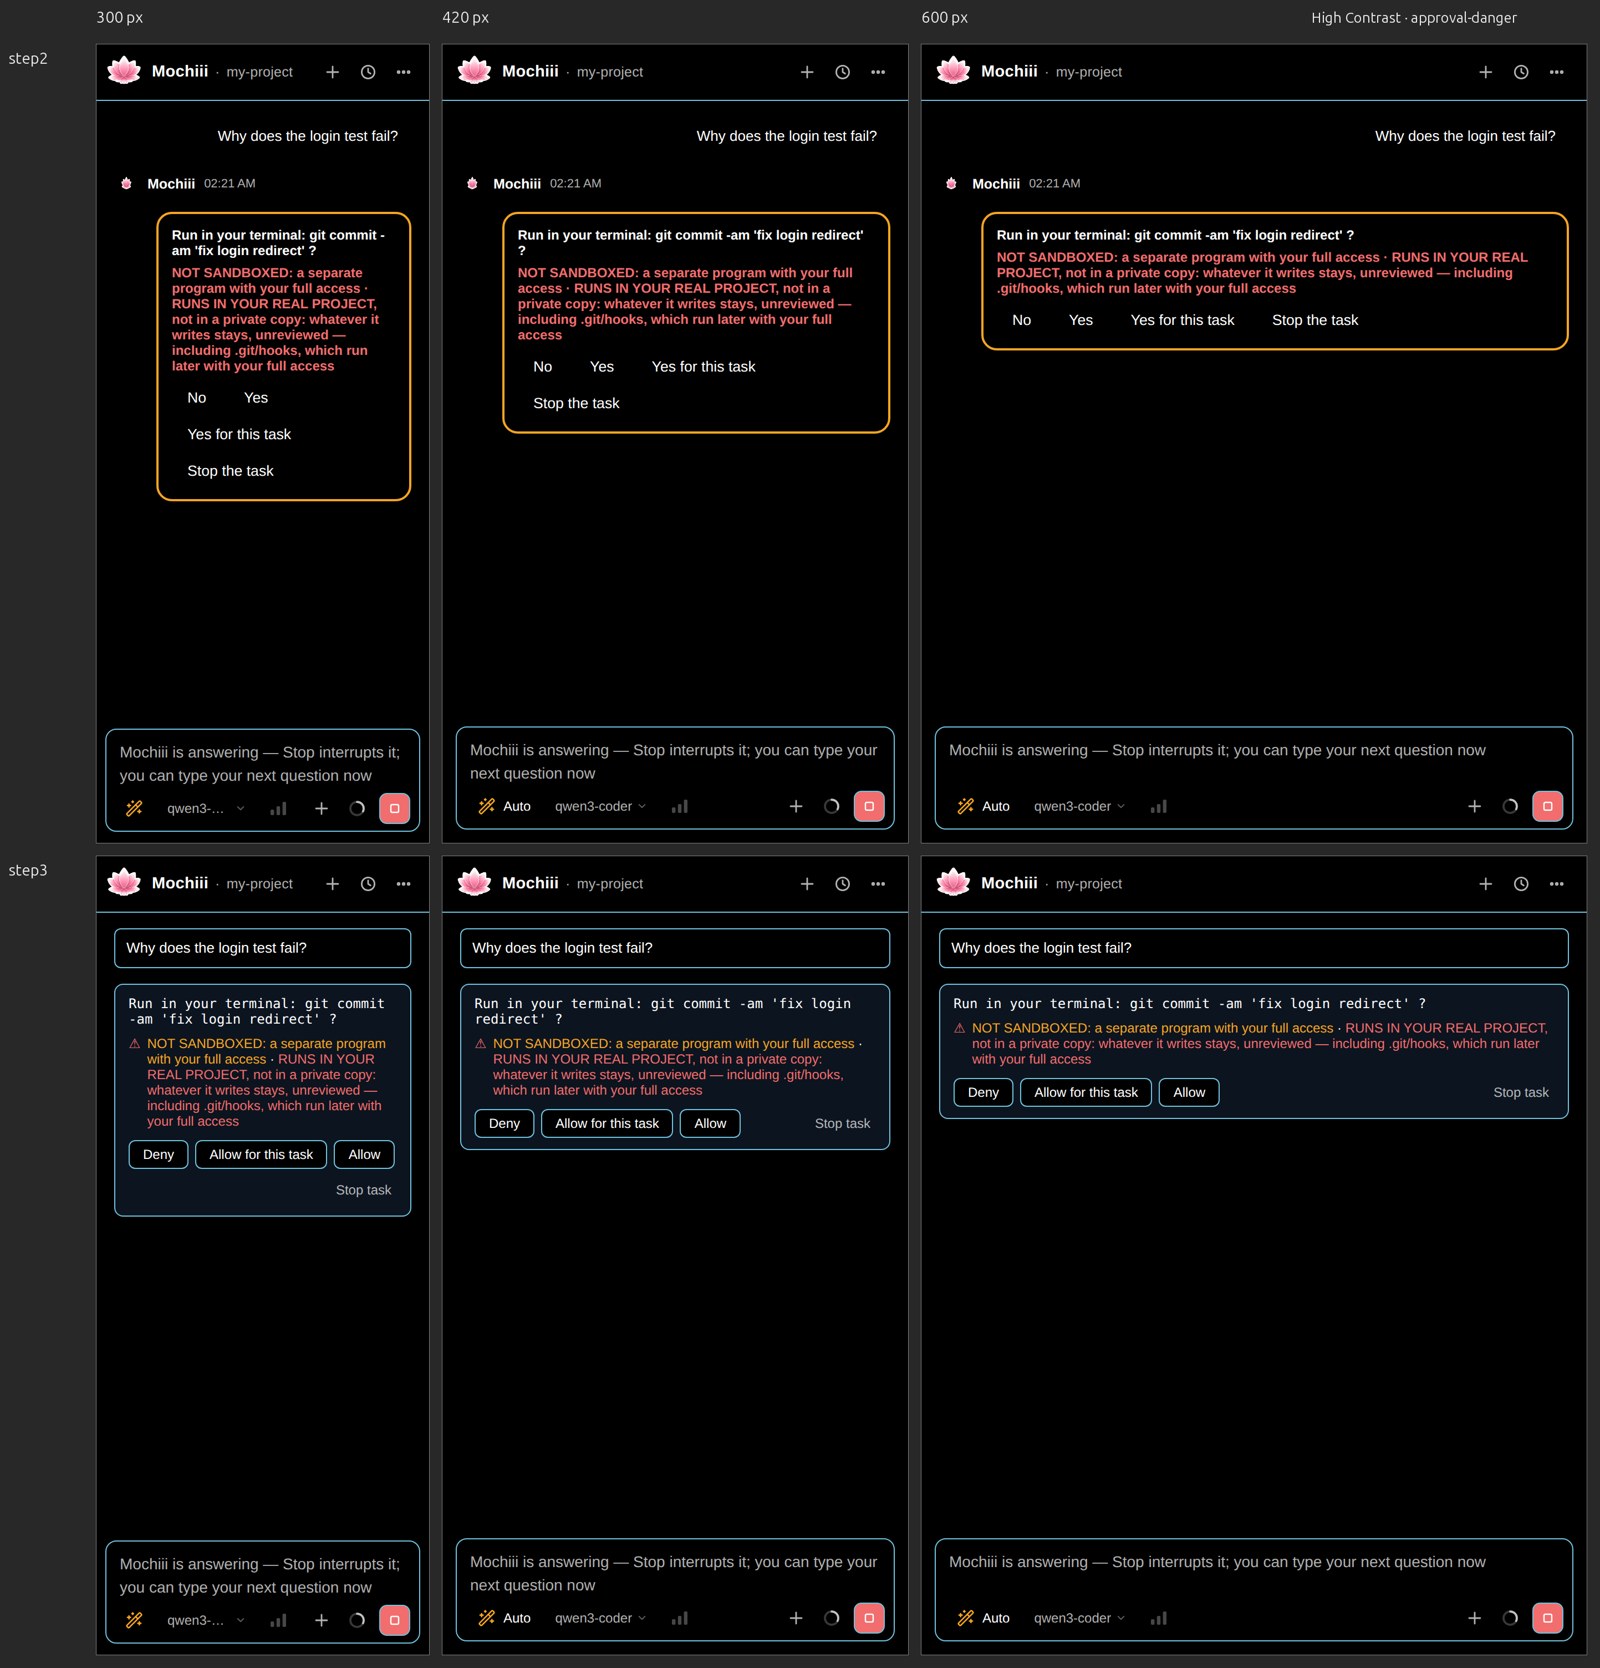 300 px
420 px
600 px
High Contrast · approval-danger
step2
Mochiii · my-project
Why does the login test fail?
Mochiii 02:21 AM
Run in your terminal: git commit -
am 'fix login redirect' ?
NOT SANDBOXED: a separate
program with your full access ·
RUNS IN YOUR REAL PROJECT,
not in a private copy: whatever it
writes stays, unreviewed —
including .git/hooks, which run
later with your full access
No
Yes
Yes for this task
Stop the task
Mochiii is answering — Stop interrupts it;
you can type your next question now
qwen3-...
Mochiii · my-project
Why does the login test fail?
Mochiii 02:21 AM
Run in your terminal: git commit -am 'fix login redirect'
?
NOT SANDBOXED: a separate program with your full
access · RUNS IN YOUR REAL PROJECT, not in a
private copy: whatever it writes stays, unreviewed —
including .git/hooks, which run later with your full
access
No
Yes
Yes for this task
Stop the task
Mochiii is answering — Stop interrupts it; you can type your
next question now
Auto
qwen3-coder
Mochiii · my-project
Why does the login test fail?
Mochiii 02:21 AM
Run in your terminal: git commit -am 'fix login redirect' ?
NOT SANDBOXED: a separate program with your full access · RUNS IN YOUR REAL
PROJECT, not in a private copy: whatever it writes stays, unreviewed — including
.git/hooks, which run later with your full access
No
Yes
Yes for this task
Stop the task
Mochiii is answering — Stop interrupts it; you can type your next question now
Auto
qwen3-coder
step3
Mochiii · my-project
Why does the login test fail?
Run in your terminal: git commit
-am 'fix login redirect' ?
⚠ NOT SANDBOXED: a separate program
with your full access · RUNS IN YOUR
REAL PROJECT, not in a private copy:
whatever it writes stays, unreviewed —
including .git/hooks, which run later with
your full access
Deny
Allow for this task
Allow
Stop task
Mochiii is answering — Stop interrupts it;
you can type your next question now
qwen3-...
Mochiii · my-project
Why does the login test fail?
Run in your terminal: git commit -am 'fix login
redirect' ?
⚠ NOT SANDBOXED: a separate program with your full access ·
RUNS IN YOUR REAL PROJECT, not in a private copy:
whatever it writes stays, unreviewed — including .git/hooks,
which run later with your full access
Deny
Allow for this task
Allow
Stop task
Mochiii is answering — Stop interrupts it; you can type your
next question now
Auto
qwen3-coder
Mochiii · my-project
Why does the login test fail?
Run in your terminal: git commit -am 'fix login redirect' ?
⚠ NOT SANDBOXED: a separate program with your full access · RUNS IN YOUR REAL PROJECT,
not in a private copy: whatever it writes stays, unreviewed — including .git/hooks, which run later
with your full access
Deny
Allow for this task
Allow
Stop task
Mochiii is answering — Stop interrupts it; you can type your next question now
Auto
qwen3-coder